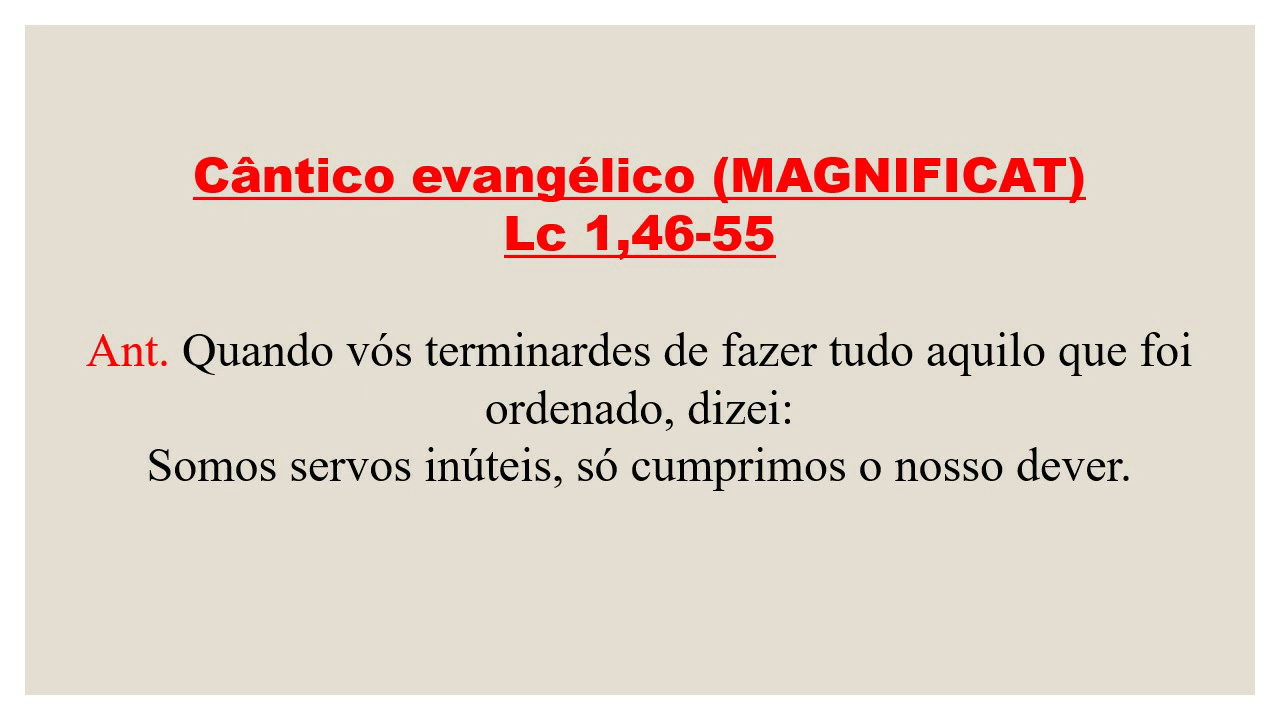 Cântico evangélico (MAGNIFICAT)
Lc 1,46-55
Ant. Quando vós terminardes de fazer tudo aquilo que foi
ordenado, dizei:
Somos servos inúteis, só cumprimos o nosso dever.